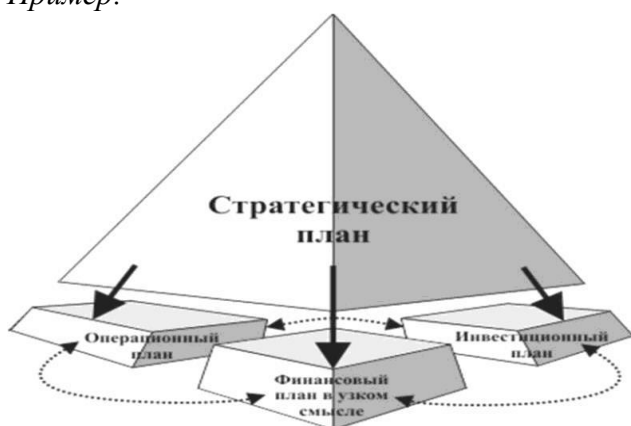 Пример:
Стратегический
план
Операционный
план
Инвестиционный
план
Финансовый
план в узком
смысле